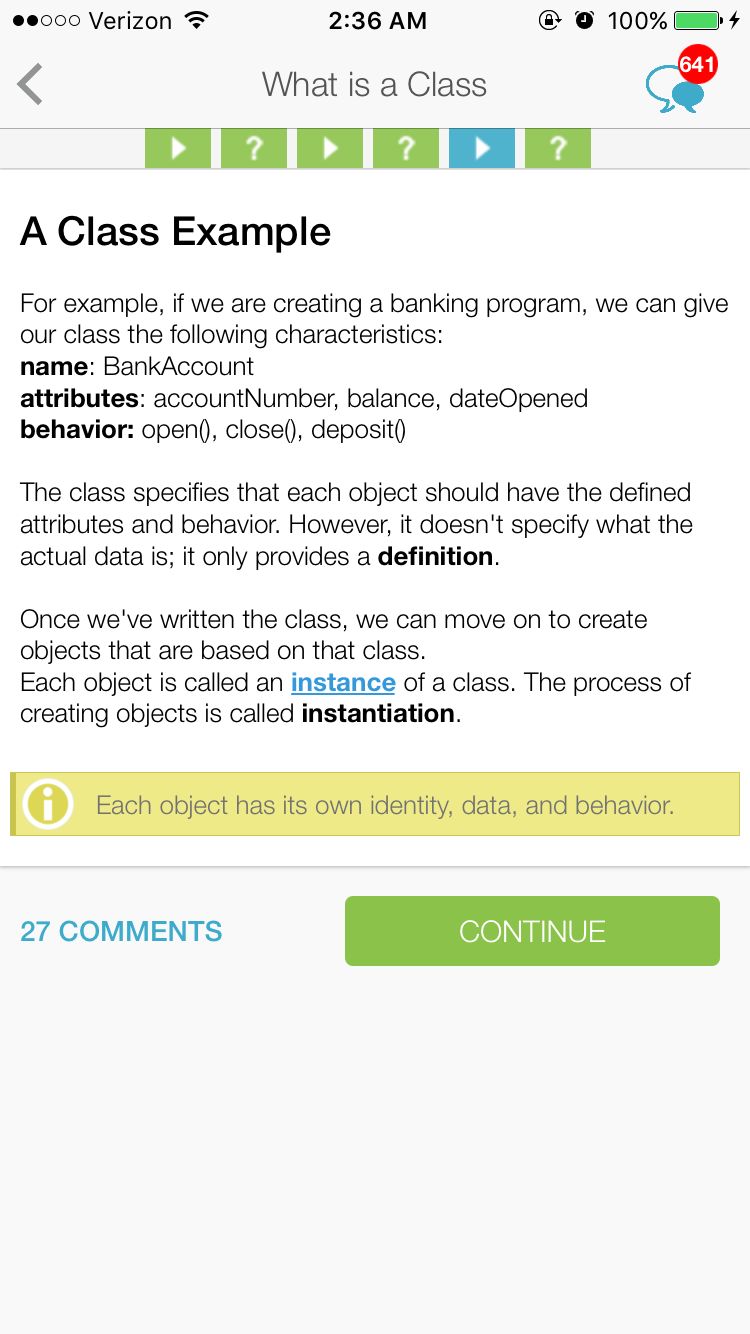 Verizon 2:36 AM 100%
What is a Class 641
? ? ?
A Class Example
For example, if we are creating a banking program, we can give
our class the following characteristics:
name: BankAccount
attributes: accountNumber, balance, dateOpened
behavior: open(), close(), deposit()
The class specifies that each object should have the defined
attributes and behavior. However, it doesn't specify what the
actual data is; it only provides a definition.
Once we've written the class, we can move on to create
objects that are based on that class.
Each object is called an instance of a class. The process of
creating objects is called instantiation.
i Each object has its own identity, data, and behavior.
27 COMMENTS CONTINUE